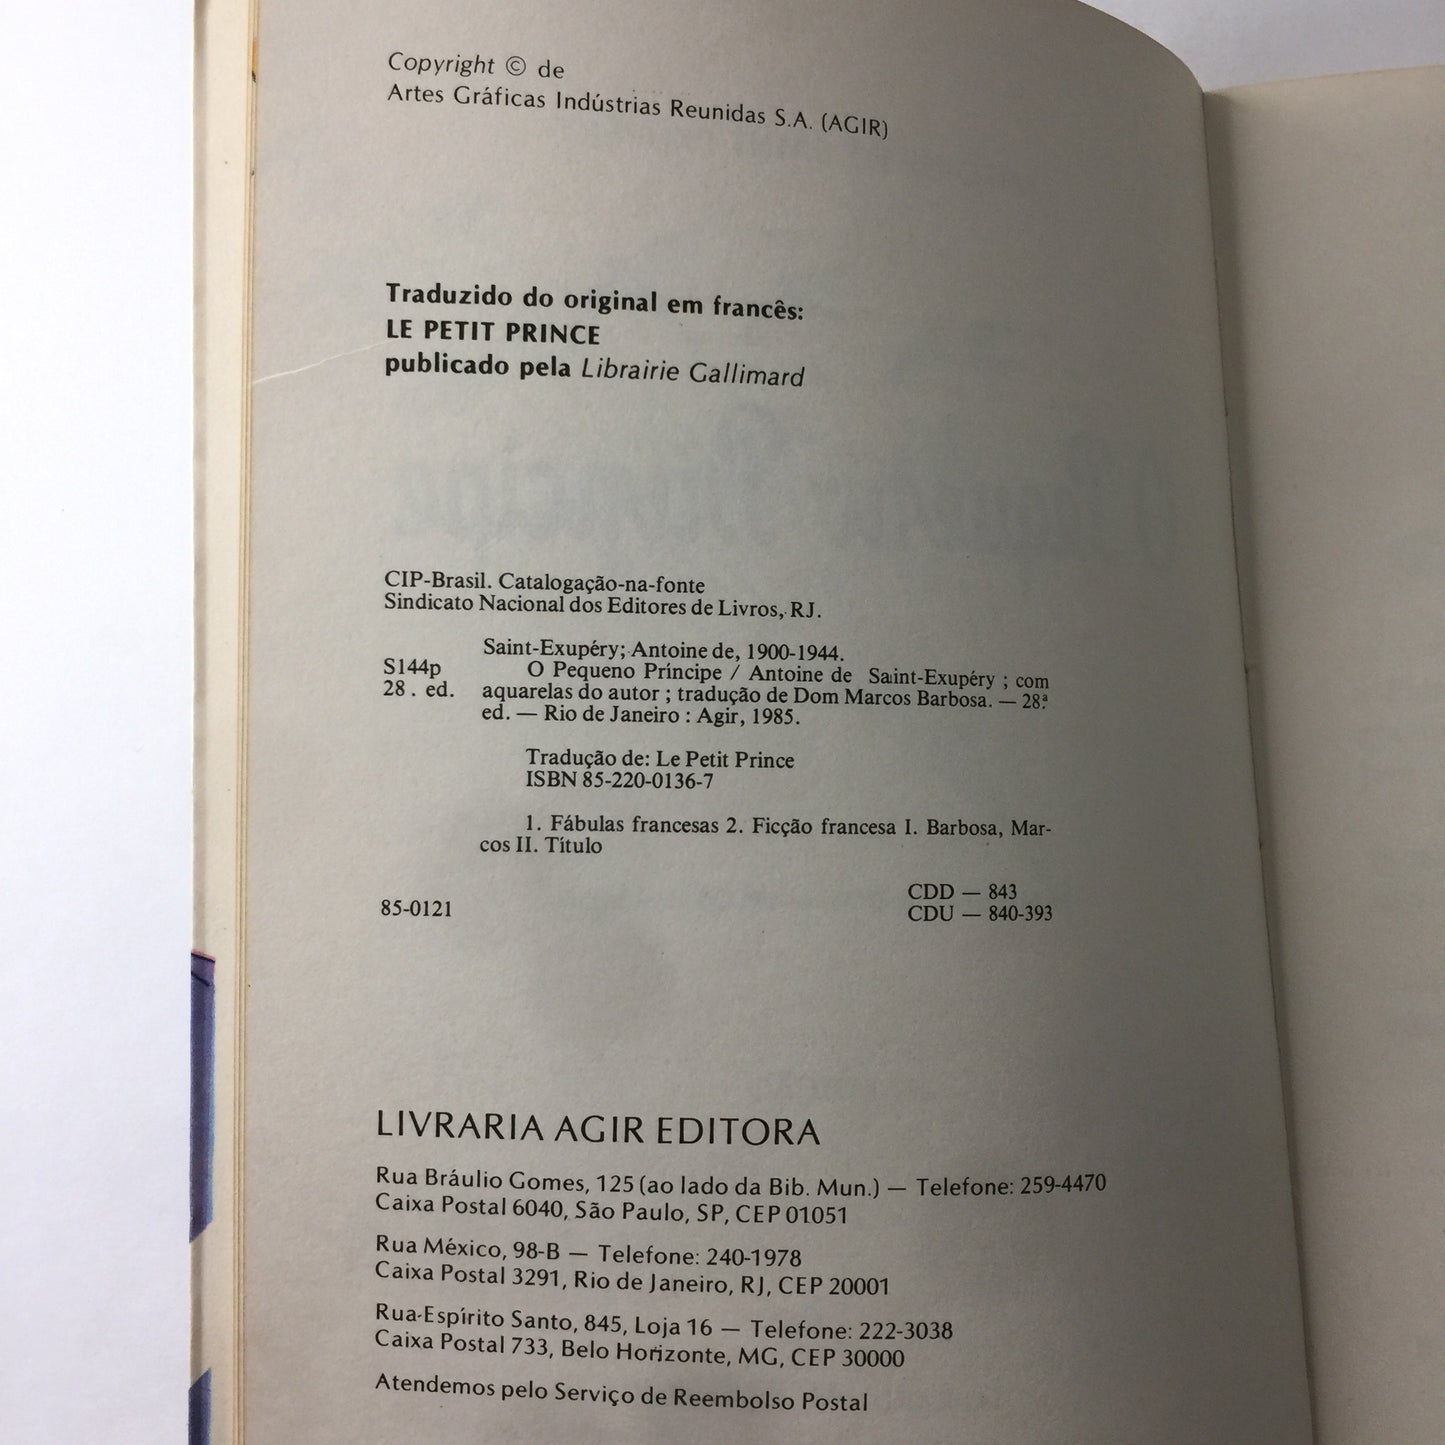 Copyright © de
Artes Gráficas Indústrias Reunidas S.A. (AGIR)
Traduzido do original em francês:
LE PETIT PRINCE
publicado pela Librairie Gallimard
CIP-Brasil. Catalogação-na-fonte
Sindicato Nacional dos Editores de Livros, RJ.
Saint-Exupéry; Antoine de, 1900-1944.
S144p O Pequeno Príncipe / Antoine de Saint-Exupéry ; com
28. ed. aquarelas do autor ; tradução de Dom Marcos Barbosa. — 28ª
ed. — Rio de Janeiro : Agir, 1985.
Tradução de: Le Petit Prince
ISBN 85-220-0136-7
1. Fábulas francesas 2. Ficção francesa I. Barbosa, Mar-
cos II. Título
CDD — 843
85-0121 CDU — 840-393
LIVRARIA AGIR EDITORA
Rua Bráulio Gomes, 125 (ao lado da Bib. Mun.) — Telefone: 259-4470
Caixa Postal 6040, São Paulo, SP, CEP 01051
Rua México, 98-B — Telefone: 240-1978
Caixa Postal 3291, Rio de Janeiro, RJ, CEP 20001
Rua Espírito Santo, 845, Loja 16 — Telefone: 222-3038
Caixa Postal 733, Belo Horizonte, MG, CEP 30000
Atendemos pelo Serviço de Reembolso Postal